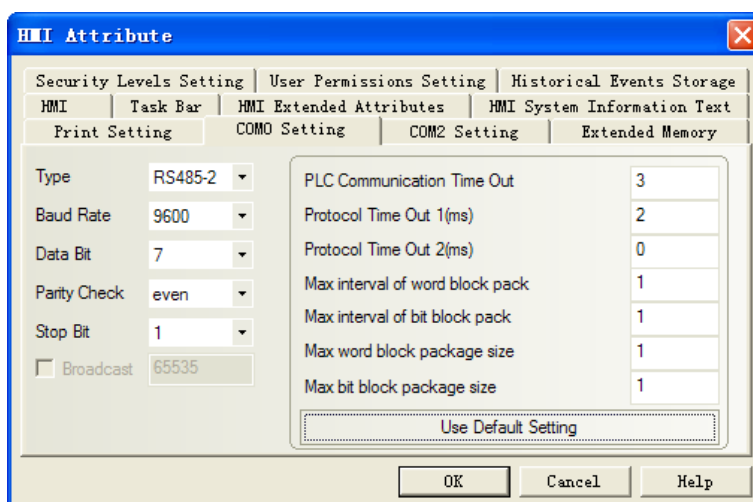 HMI Attribute
Security Levels Setting User Permissions Setting Historical Events Storage
HMI Task Bar HMI Extended Attributes HMI System Information Text
Print Setting COM0 Setting COM2 Setting Extended Memory
Type RS485-2 PLC Communication Time Out 3
Baud Rate 9600 Protocol Time Out 1(ms) 2
Data Bit 7 Protocol Time Out 2(ms) 0
Parity Check even Max interval of word block pack 1
Stop Bit 1 Max interval of bit block pack 1
Broadcast 65535 Max word block package size 1
Max bit block package size 1
Use Default Setting
OK Cancel Help